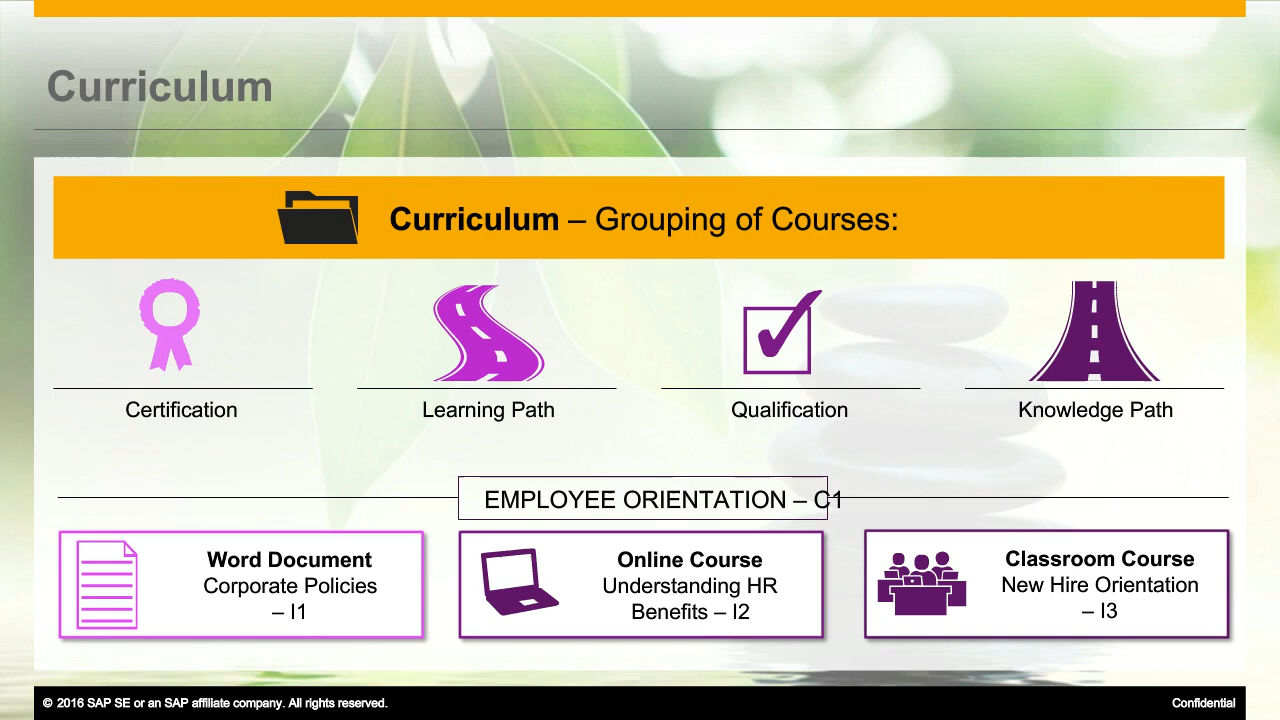 Curriculum
Curriculum – Grouping of Courses:
Certification
Learning Path
Qualification
Knowledge Path
EMPLOYEE ORIENTATION – C1
Word Document
Corporate Policies
– I1
Online Course
Understanding HR
Benefits – I2
Classroom Course
New Hire Orientation
– I3
© 2016 SAP SE or an SAP affiliate company. All rights reserved.
Confidential